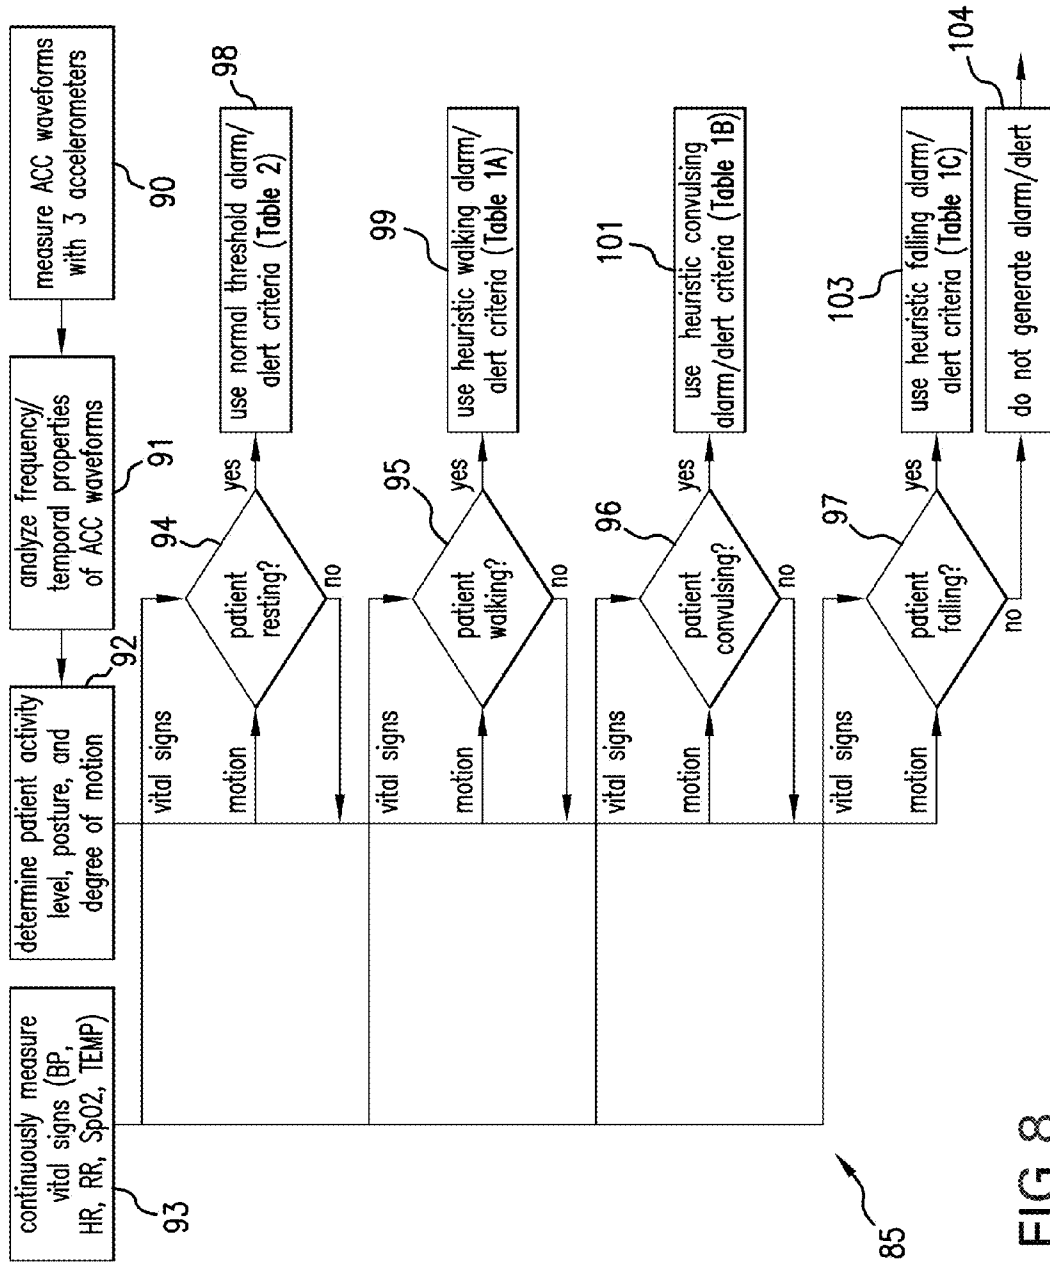 continuously measure
vital signs (BP,
HR, RR, SpO2, TEMP)
93
determine patient activity
level, posture, and
degree of motion
92
analyze frequency/
temporal properties
of ACC waveforms
91
measure ACC waveforms
with 3 accelerometers
90
vital signs
motion
patient
resting?
94
yes
no
use normal threshold alarm/
alert criteria (Table 2)
98
vital signs
motion
patient
walking?
95
yes
no
use heuristic walking alarm/
alert criteria (Table 1A)
99
vital signs
motion
patient
convulsing?
96
yes
no
use heuristic convulsing
alarm/alert criteria (Table 1B)
101
vital signs
motion
patient
falling?
97
yes
no
use heuristic falling alarm/
alert criteria (Table 1C)
103
do not generate alarm/alert
104
85
FIG 8